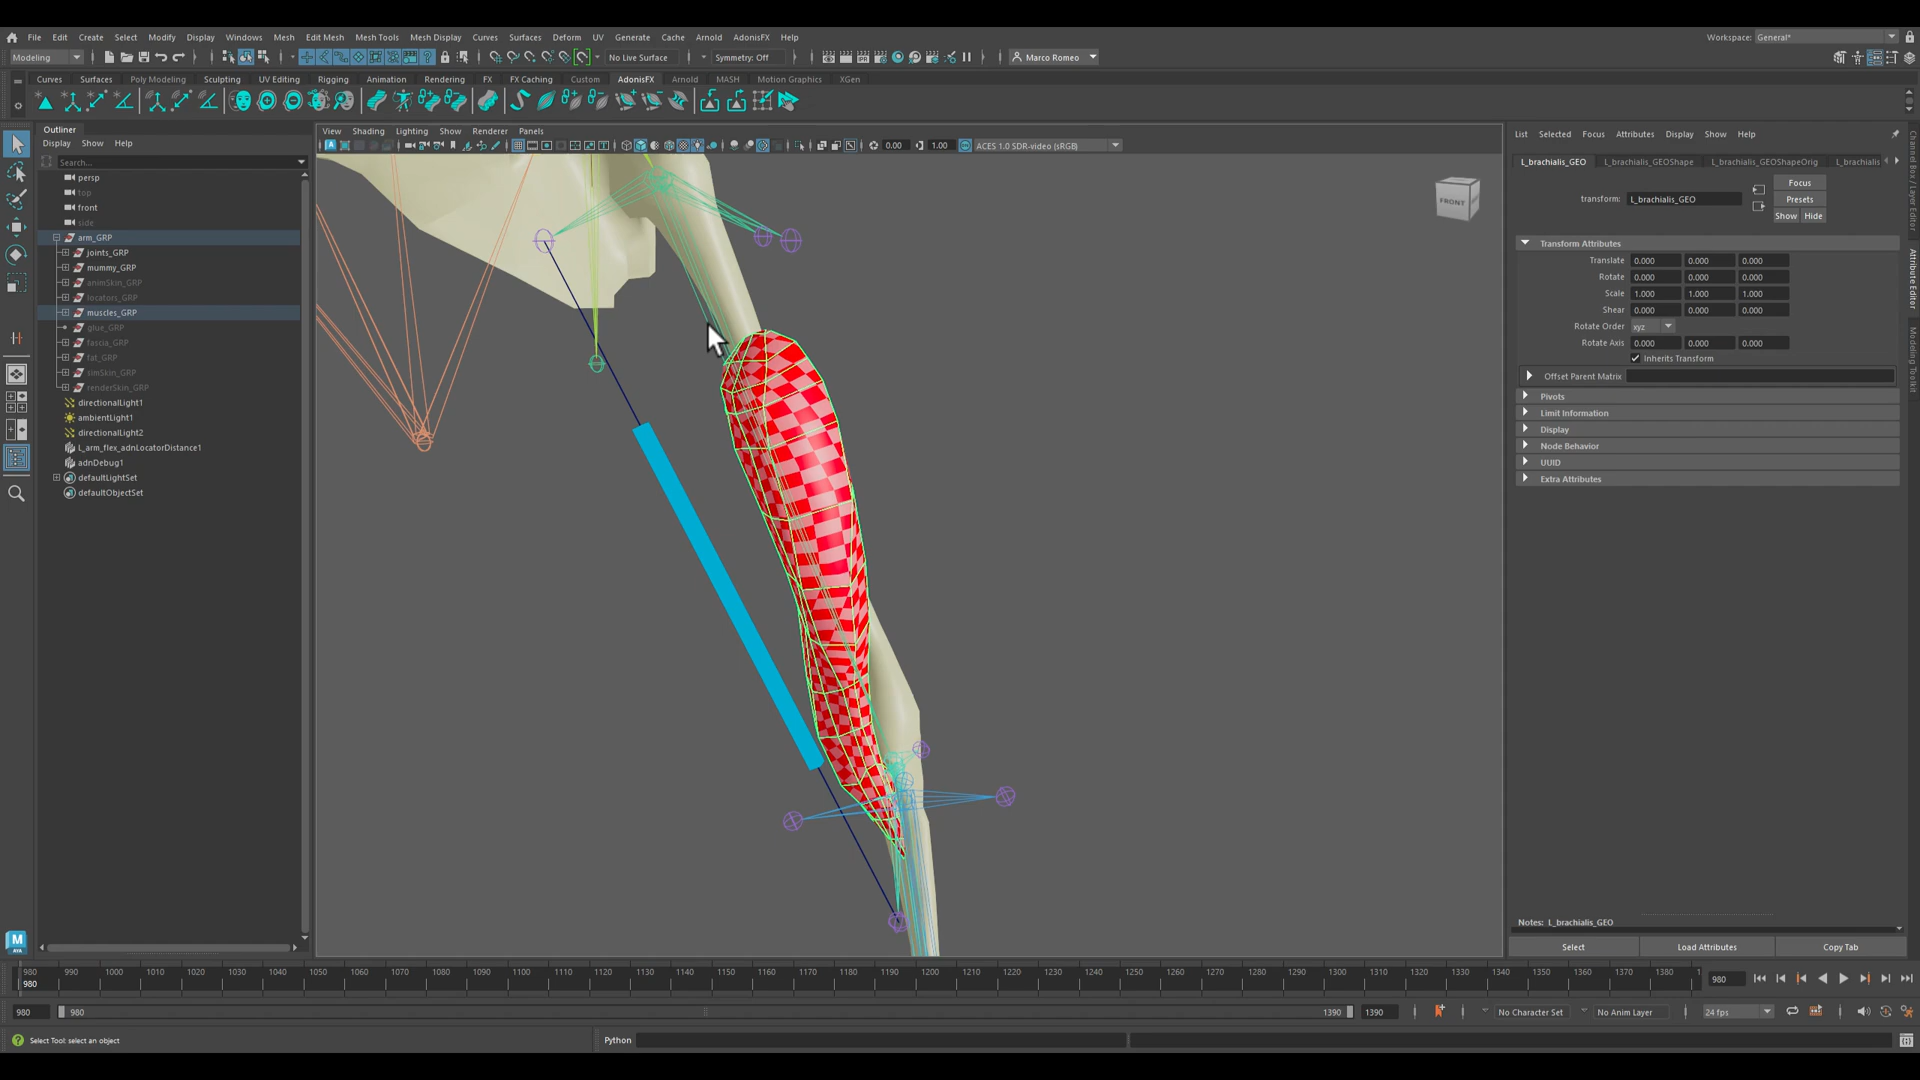 File Edit Create Select Modify Display Windows Mesh Edit Mesh Mesh Tools Mesh Display Curves Surfaces Deform UV Generate Cache Arnold AdonisFX Help
Workspace: General*
Modeling
No Live Surface
Symmetry: Off
Marco Romeo
Curves Surfaces Poly Modeling Sculpting UV Editing Rigging Animation Rendering FX FX Caching Custom AdonisFX Arnold MASH Motion Graphics XGen
Outliner
Display Show Help
Search...
persp
top
front
side
arm_GRP
joints_GRP
mummy_GRP
animSkin_GRP
locators_GRP
muscles_GRP
glue_GRP
fascia_GRP
fat_GRP
simSkin_GRP
renderSkin_GRP
directionalLight1
ambientLight1
directionalLight2
L_arm_flex_adnLocatorDistance1
adnDebug1
defaultLightSet
defaultObjectSet
View Shading Lighting Show Renderer Panels
0.00
1.00
ACES 1.0 SDR-video (sRGB)
FRONT
List Selected Focus Attributes Display Show Help
L_brachialis_GEO L_brachialis_GEOShape L_brachialis_GEOShapeOrig L_brachialis
transform: L_brachialis_GEO
Focus
Presets
Show Hide
Transform Attributes
Translate 0.000 0.000 0.000
Rotate 0.000 0.000 0.000
Scale 1.000 1.000 1.000
Shear 0.000 0.000 0.000
Rotate Order xyz
Rotate Axis 0.000 0.000 0.000
Inherits Transform
Offset Parent Matrix
Pivots
Limit Information
Display
Node Behavior
UUID
Extra Attributes
Notes: L_brachialis_GEO
Select Load Attributes Copy Tab
Channel Box / Layer Editor
Attribute Editor
Modeling Toolkit
980 990 1000 1010 1020 1030 1040 1050 1060 1070 1080 1090 1100 1110 1120 1130 1140 1150 1160 1170 1180 1190 1200 1210 1220 1230 1240 1250 1260 1270 1280 1290 1300 1310 1320 1330 1340 1350 1360 1370 1380 1
980
980
980 980 1390 1390 No Character Set No Anim Layer 24 fps
Select Tool: select an object
Python